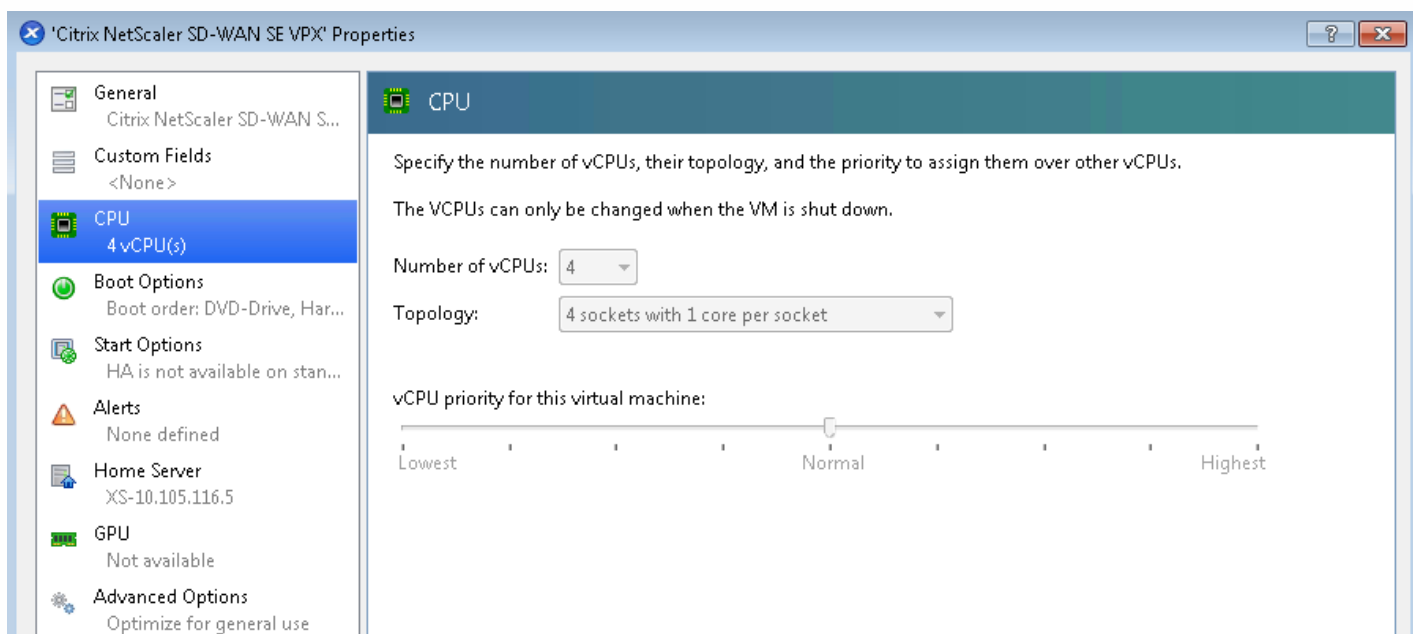 'Citrix NetScaler SD-WAN SE VPX' Properties
?
General
Citrix NetScaler SD-WAN S...
Custom Fields
<None>
CPU
4 vCPU(s)
Boot Options
Boot order: DVD-Drive, Har...
Start Options
HA is not available on stan...
Alerts
None defined
Home Server
XS-10.105.116.5
GPU
Not available
Advanced Options
Optimize for general use
CPU
Specify the number of vCPUs, their topology, and the priority to assign them over other vCPUs.
The VCPUs can only be changed when the VM is shut down.
Number of vCPUs: 4
Topology: 4 sockets with 1 core per socket
vCPU priority for this virtual machine:
Lowest Normal Highest